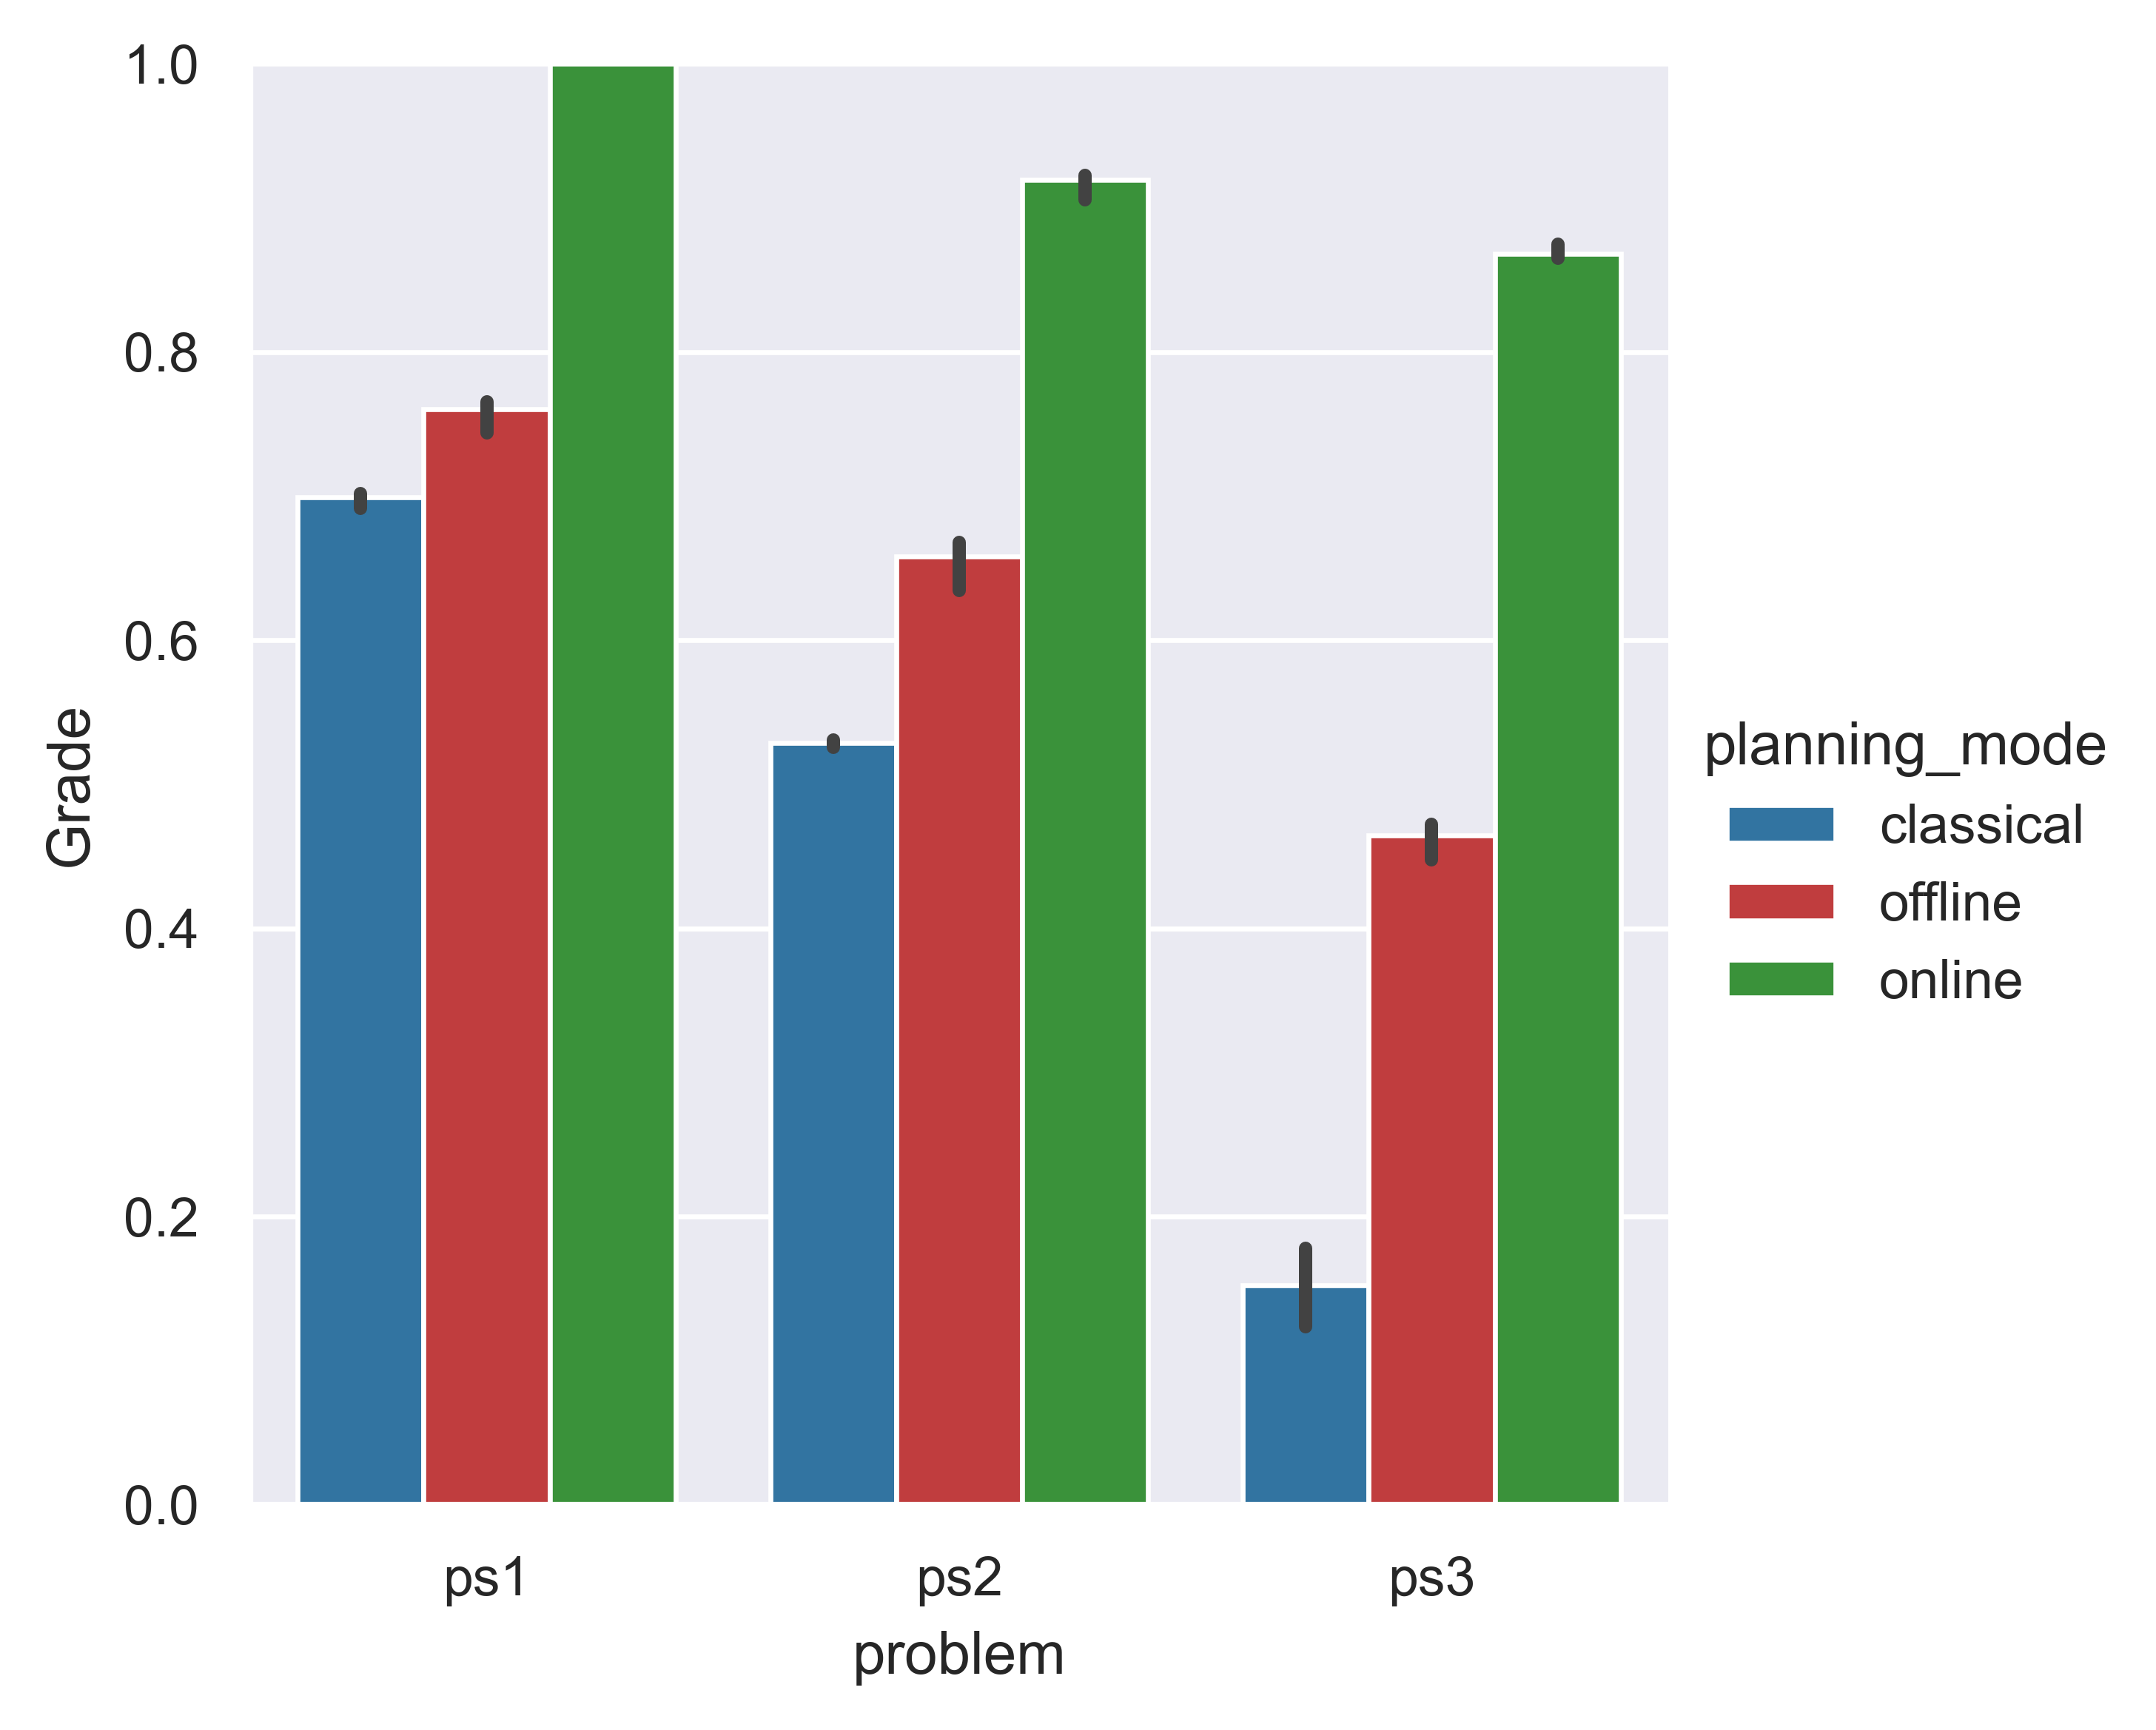 1.0
0.8
0.6
0.4
0.2
0.0
Grade
ps1 ps2 ps3
problem
planning_mode
classical
offline
online